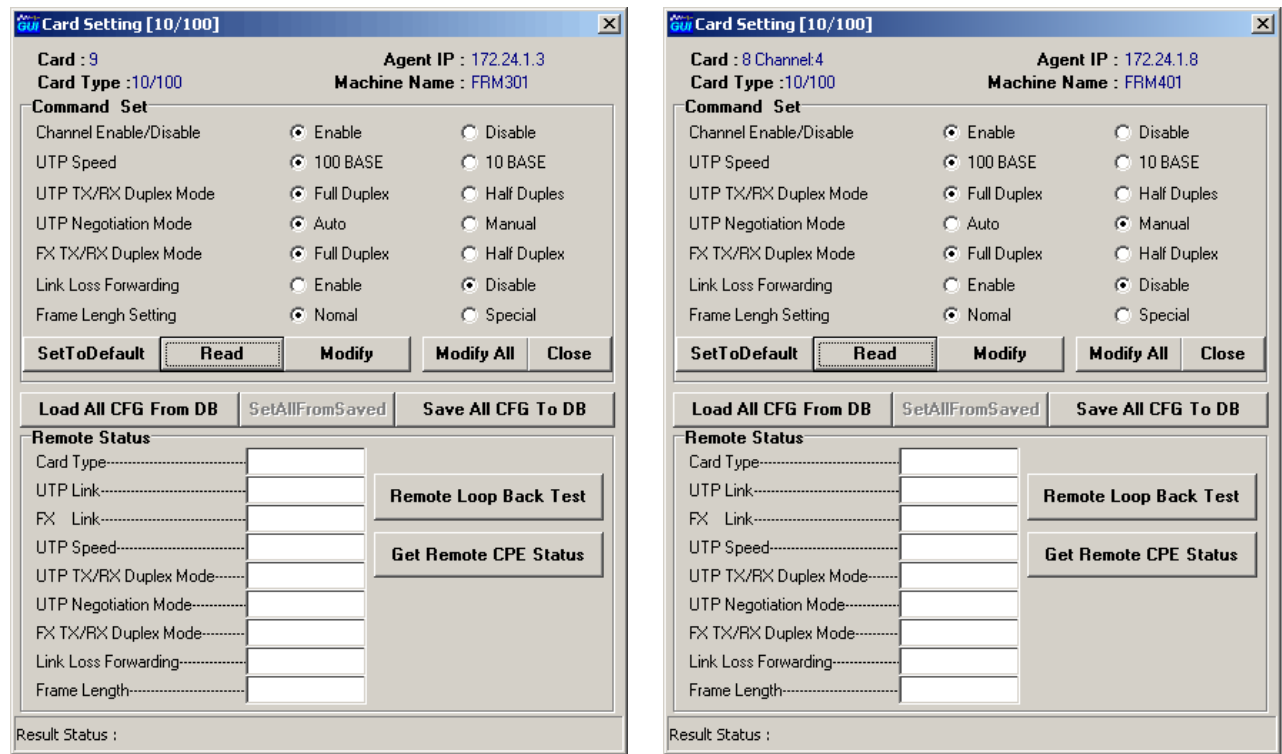 GUI Card Setting [10/100]
Card : 9 Agent IP : 172.24.1.3
Card Type :10/100 Machine Name : FRM301
Command Set
Channel Enable/Disable Enable Disable
UTP Speed 100 BASE 10 BASE
UTP TX/RX Duplex Mode Full Duplex Half Duples
UTP Negotiation Mode Auto Manual
FX TX/RX Duplex Mode Full Duplex Half Duplex
Link Loss Forwarding Enable Disable
Frame Lengh Setting Nomal Special
SetToDefault Read Modify Modify All Close
Load All CFG From DB SetAllFromSaved Save All CFG To DB
Remote Status
Card Type
UTP Link
FX Link
UTP Speed
UTP TX/RX Duplex Mode
UTP Negotiation Mode
FX TX/RX Duplex Mode
Link Loss Forwarding
Frame Length
Remote Loop Back Test
Get Remote CPE Status
Result Status :
GUI Card Setting [10/100]
Card : 8 Channel:4 Agent IP : 172.24.1.8
Card Type :10/100 Machine Name : FRM401
Command Set
Channel Enable/Disable Enable Disable
UTP Speed 100 BASE 10 BASE
UTP TX/RX Duplex Mode Full Duplex Half Duples
UTP Negotiation Mode Auto Manual
FX TX/RX Duplex Mode Full Duplex Half Duplex
Link Loss Forwarding Enable Disable
Frame Lengh Setting Nomal Special
SetToDefault Read Modify Modify All Close
Load All CFG From DB SetAllFromSaved Save All CFG To DB
Remote Status
Card Type
UTP Link
FX Link
UTP Speed
UTP TX/RX Duplex Mode
UTP Negotiation Mode
FX TX/RX Duplex Mode
Link Loss Forwarding
Frame Length
Remote Loop Back Test
Get Remote CPE Status
Result Status :